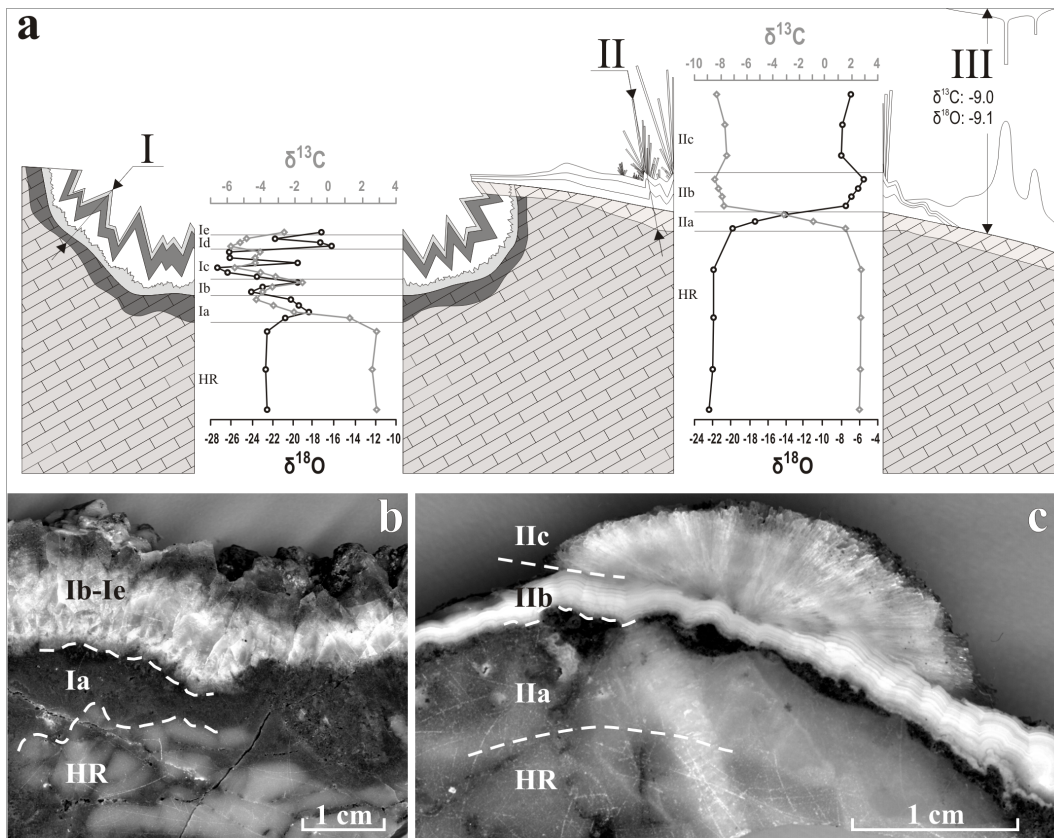 a
I
δ13C
-6 -4 -2 0 2 4
Ie
Id
Ic
Ib
Ia
HR
-28 -26 -24 -22 -20 -18 -16 -14 -12 -10
δ18O
II
δ13C
-10 -8 -6 -4 -2 0 2 4
IIc
IIb
IIa
HR
-24 -22 -20 -18 -16 -14 -12 -10 -8 -6 -4
δ18O
III
δ13C: -9.0
δ18O: -9.1
b
Ib-Ie
Ia
HR
1 cm
c
IIc
IIb
IIa
HR
1 cm